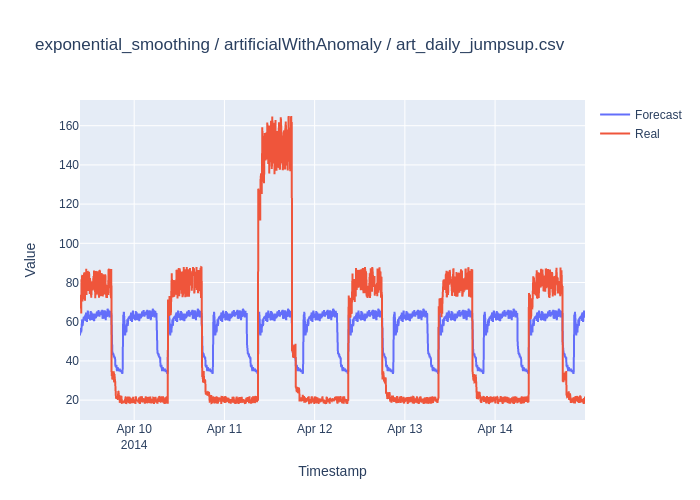 exponential_smoothing / artificialWithAnomaly / art_daily_jumpsup.csv
Forecast
Real
160
140
120
100
80
60
40
20
Value
Apr 10
2014
Apr 11
Apr 12
Apr 13
Apr 14
Timestamp